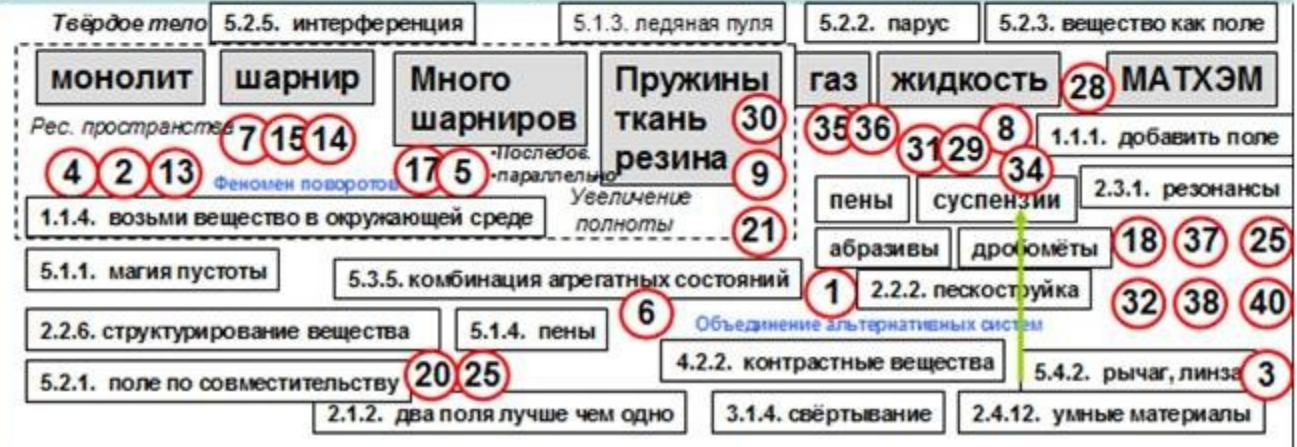 Твёрдое тело 5.2.5. интерференция 5.1.3. ледяная пуля 5.2.2. парус 5.2.3. вещество как поле
монолит шарнир Много Пружины газ жидкость 28 МАТХЭМ
шарниров ткань 30
резина
Рес. пространства 7 15 14 35 36 31 29 8 1.1.1. добавить поле
4 2 13 Феномен поворотов 17 5 •Последов. 9 34 2.3.1. резонансы
•параллельно
1.1.4. возьми вещество в окружающей среде Увеличение пены суспензии
полноты 21
абразивы дробомёты 18 37 25
5.1.1. магия пустоты 5.3.5. комбинация агрегатных состояний 1 2.2.2. пескоструйка 32 38 40
2.2.6. структурирование вещества 5.1.4. пены 6 Объединение альтернативных систем
5.2.1. поле по совместительству 20 25 4.2.2. контрастные вещества 5.4.2. рычаг, линза 3
2.1.2. два поля лучше чем одно 3.1.4. свёртывание 2.4.12. умные материалы